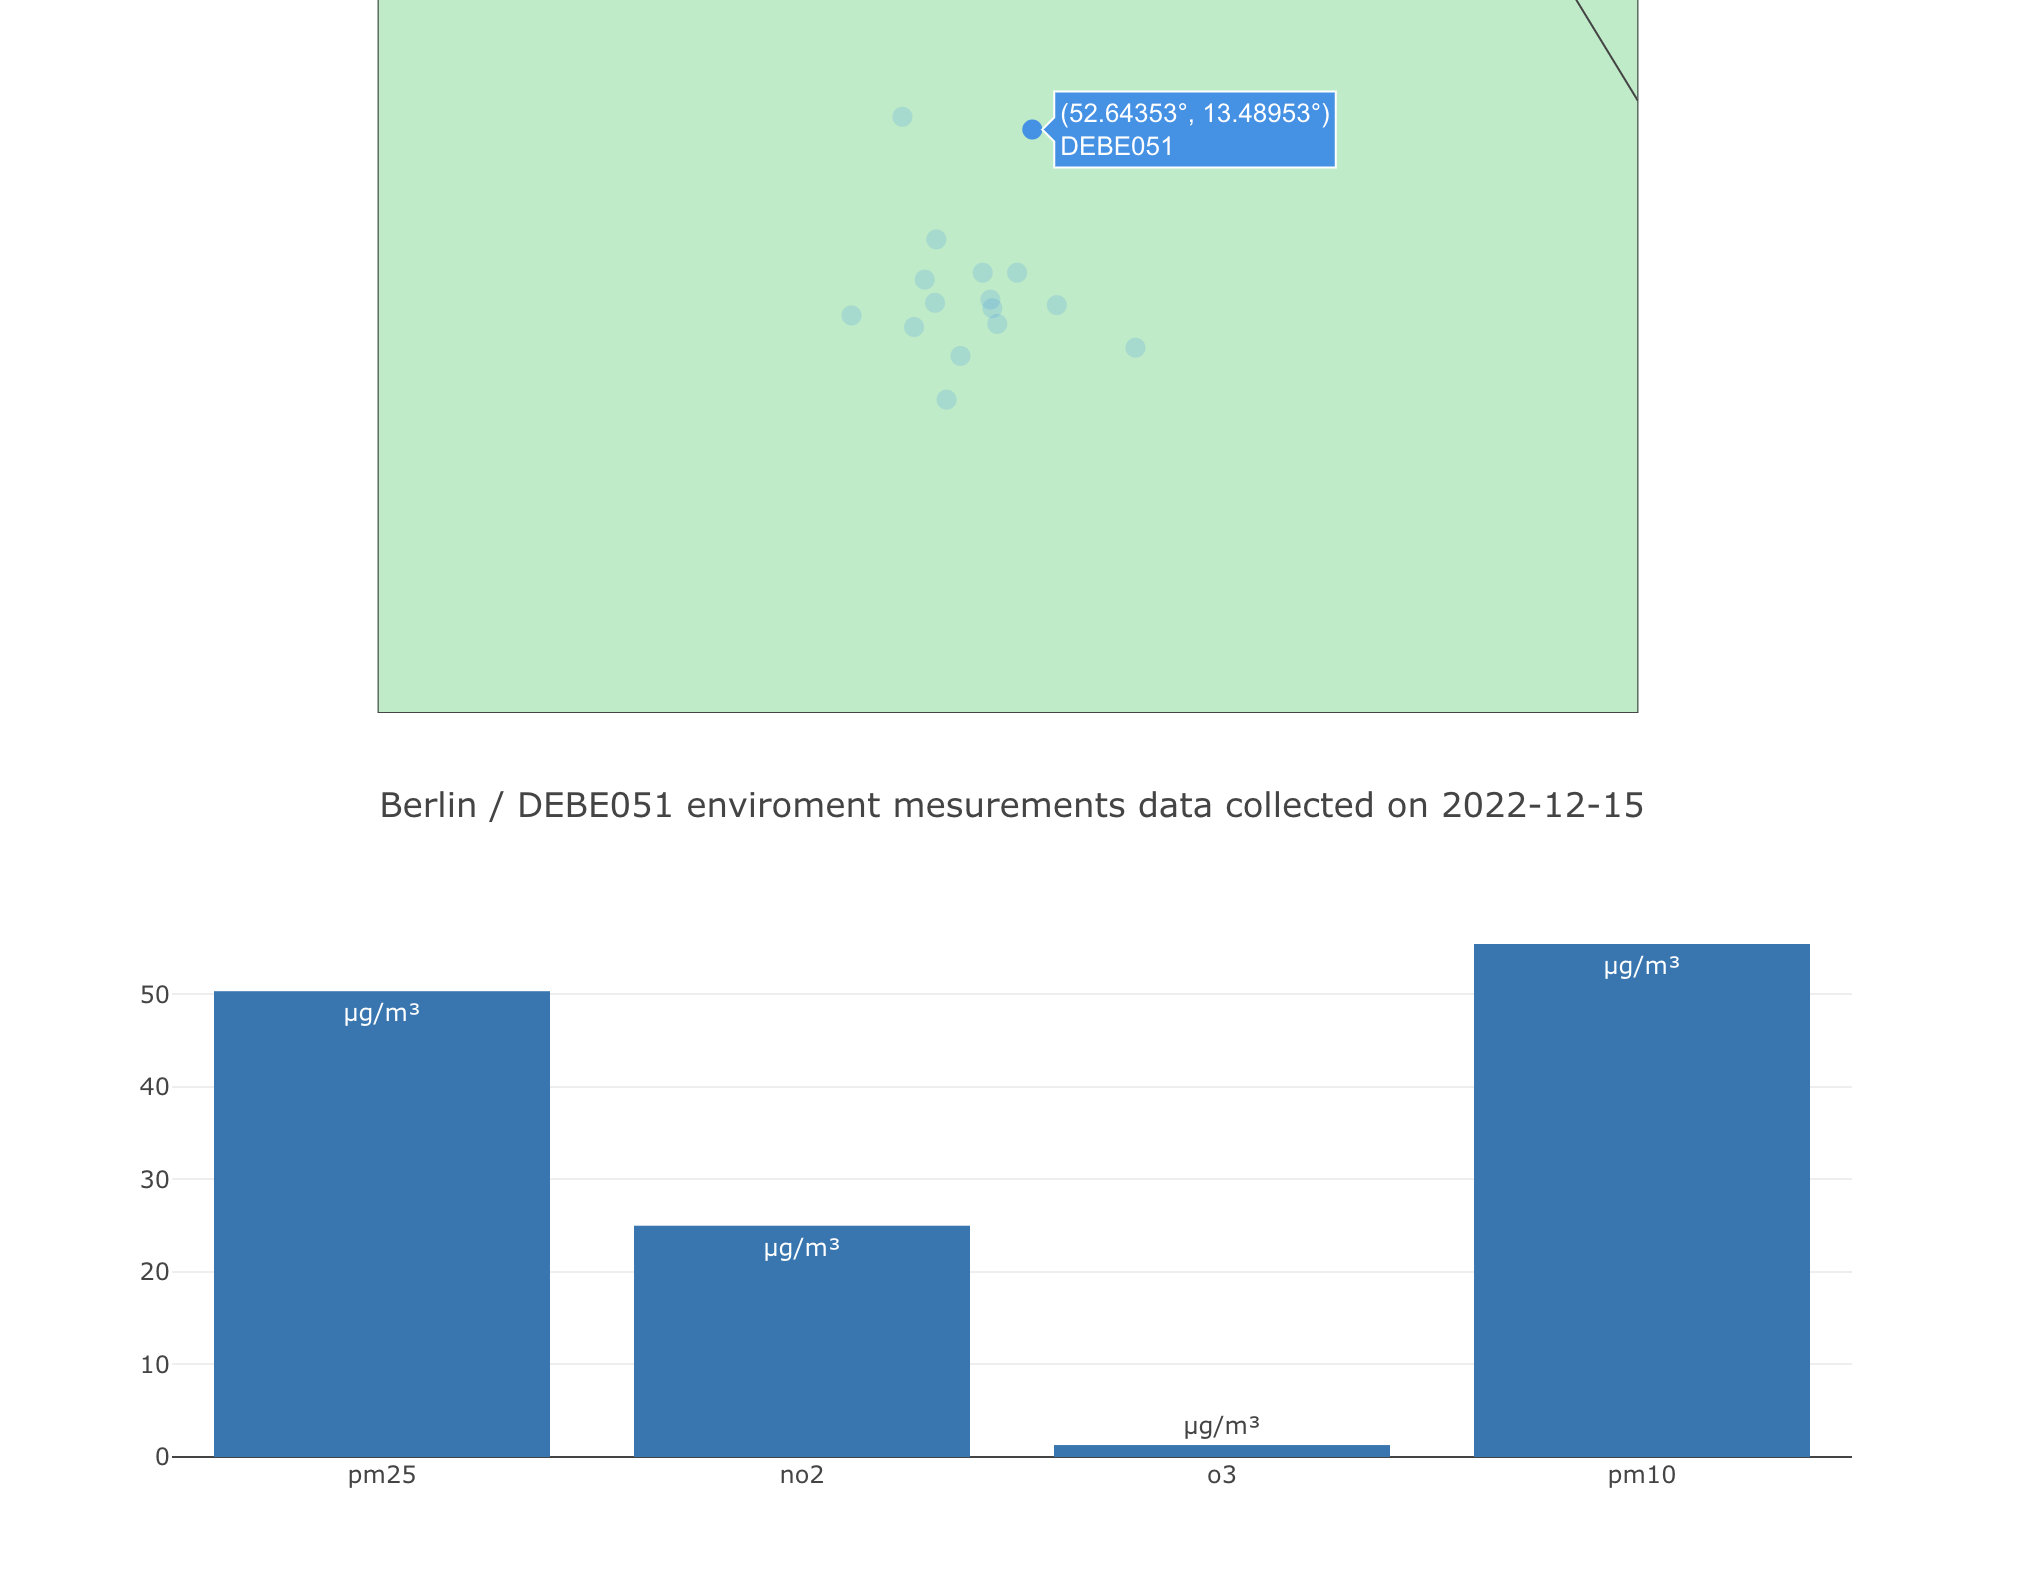 (52.64353°, 13.48953°)
DEBE051
Berlin / DEBE051 enviroment mesurements data collected on 2022-12-15
µg/m³
50
µg/m³
40
30
µg/m³
20
10
µg/m³
0
pm25 no2 o3 pm10